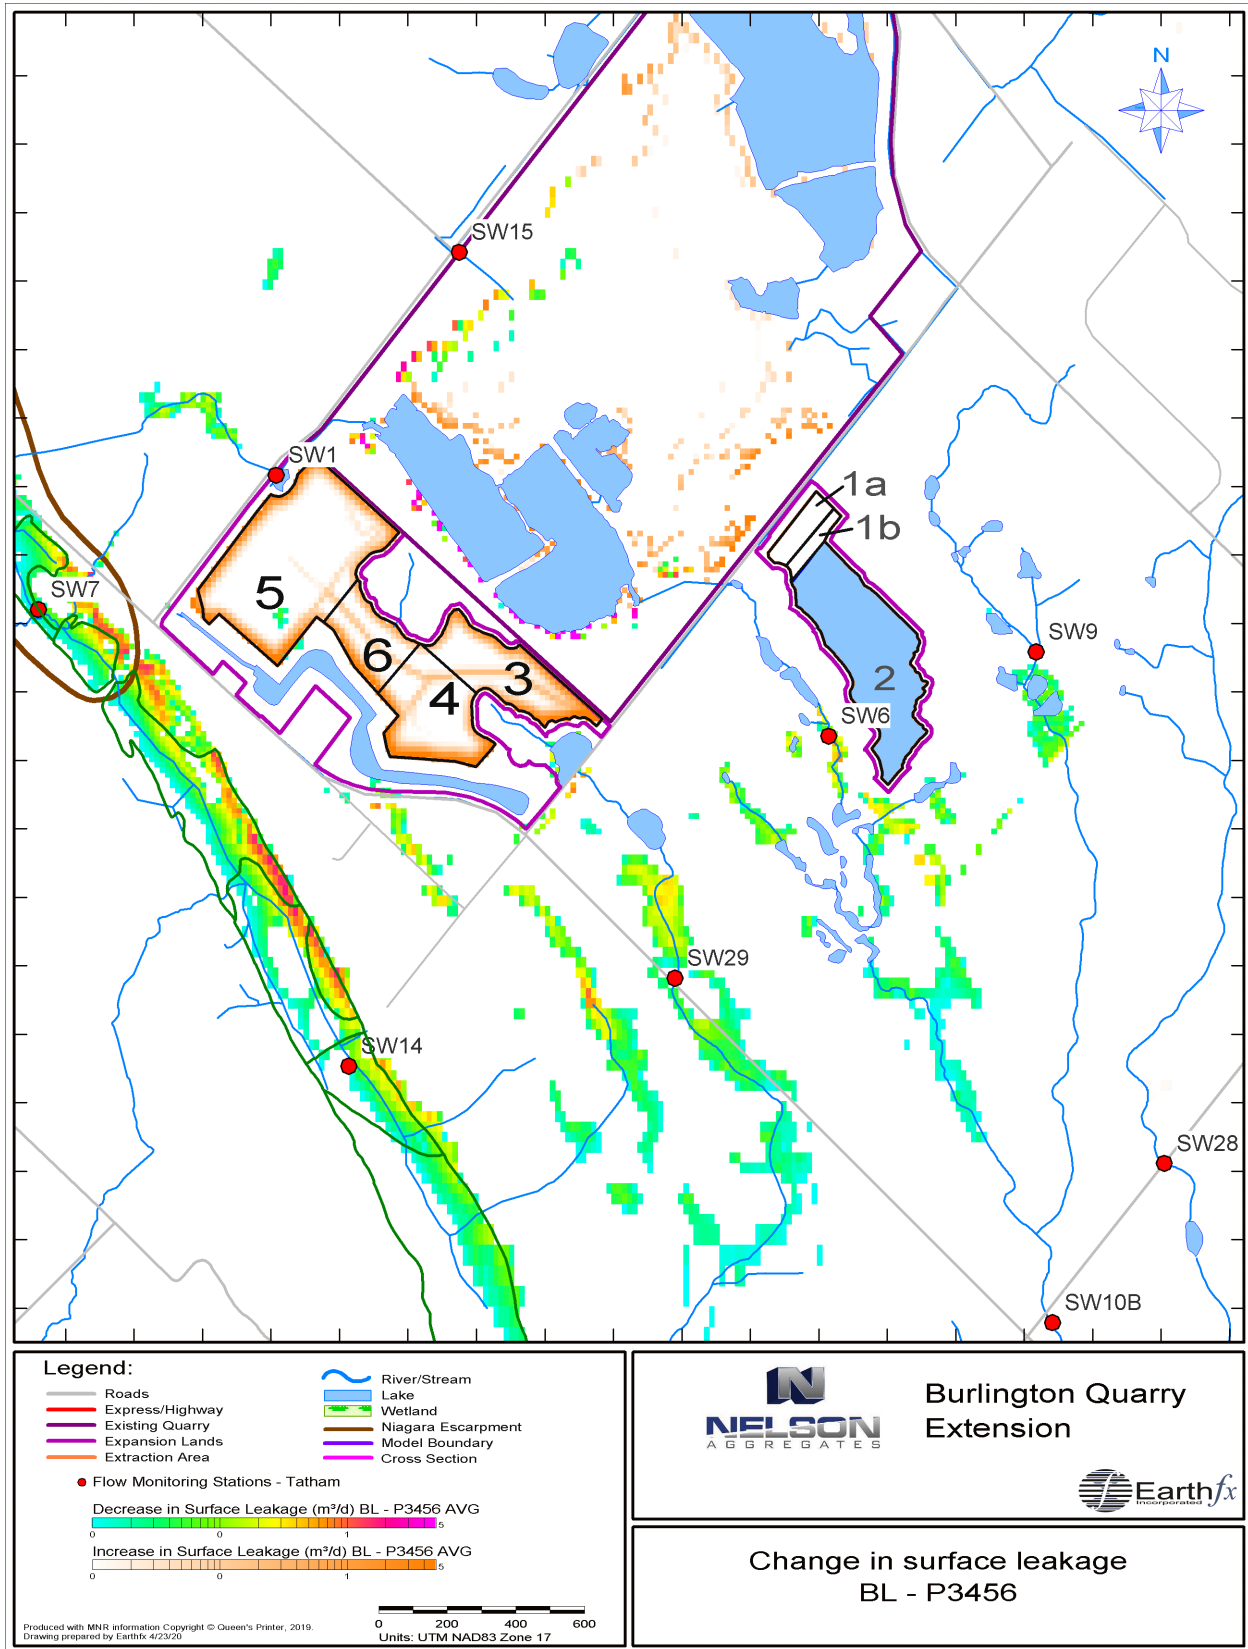 N
SW15
SW1
1a
1b
5
SW7
6
3
2
SW9
4
SW6
SW29
SW14
SW28
SW10B
Legend:
Roads
Express/Highway
Existing Quarry
Expansion Lands
Extraction Area
River/Stream
Lake
Wetland
Niagara Escarpment
Model Boundary
Cross Section
Flow Monitoring Stations - Tatham
Decrease in Surface Leakage (m³/d) BL - P3456 AVG
0 0 1 5
Increase in Surface Leakage (m³/d) BL - P3456 AVG
0 0 1 5
0 200 400 600
Units: UTM NAD83 Zone 17
Produced with MNR information Copyright © Queen's Printer, 2019.
Drawing prepared by Earthfx 4/23/20
N
NELSON
AGGREGATES
Burlington Quarry
Extension
Earthfx
Incorporated
Change in surface leakage
BL - P3456